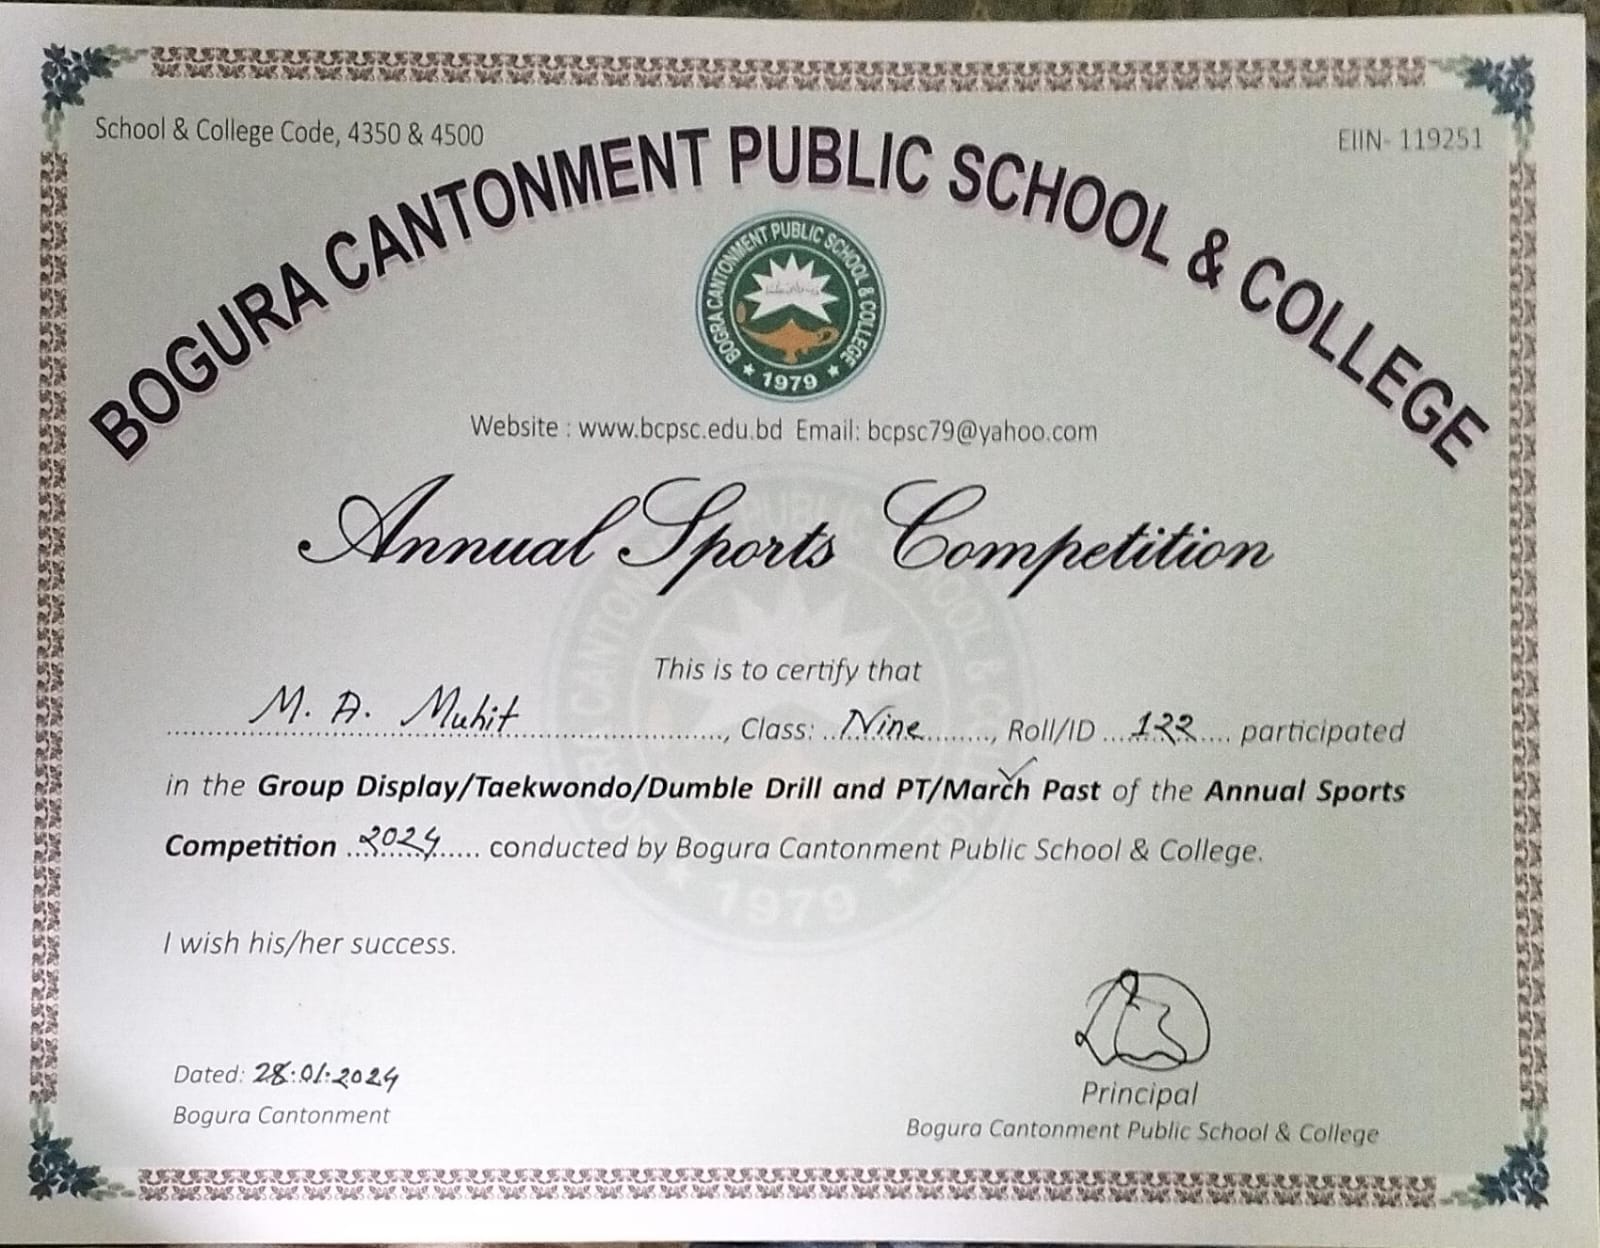 School & College Code, 4350 & 4500
EIIN- 119251
BOGURA CANTONMENT PUBLIC SCHOOL & COLLEGE
BOGRA CANTONMENT PUBLIC SCHOOL & COLLEGE
1979
Website : www.bcpsc.edu.bd Email: bcpsc79@yahoo.com
Annual Sports Competition
This is to certify that
M. A. Muhit, Class: Nine, Roll/ID 122 participated
in the Group Display/Taekwondo/Dumble Drill and PT/March Past of the Annual Sports
Competition 2024 conducted by Bogura Cantonment Public School & College.
I wish his/her success.
Dated: 28.01.2024
Bogura Cantonment
Principal
Bogura Cantonment Public School & College